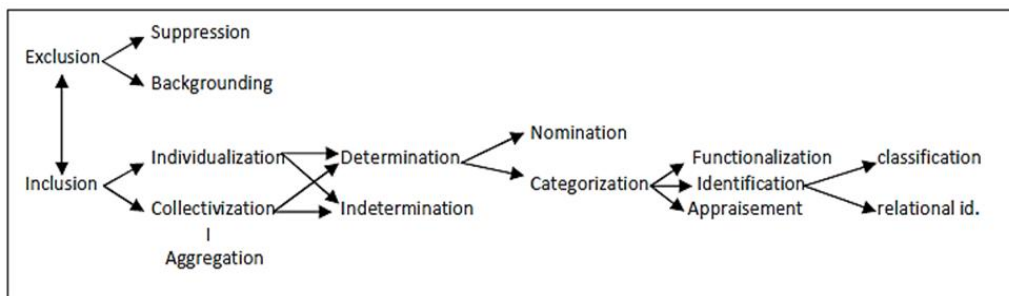 Suppression
Exclusion
Backgrounding
Nomination
Individualization Determination Functionalization classification
Inclusion Categorization Identification
Collectivization Indetermination Appraisement relational id.
Aggregation